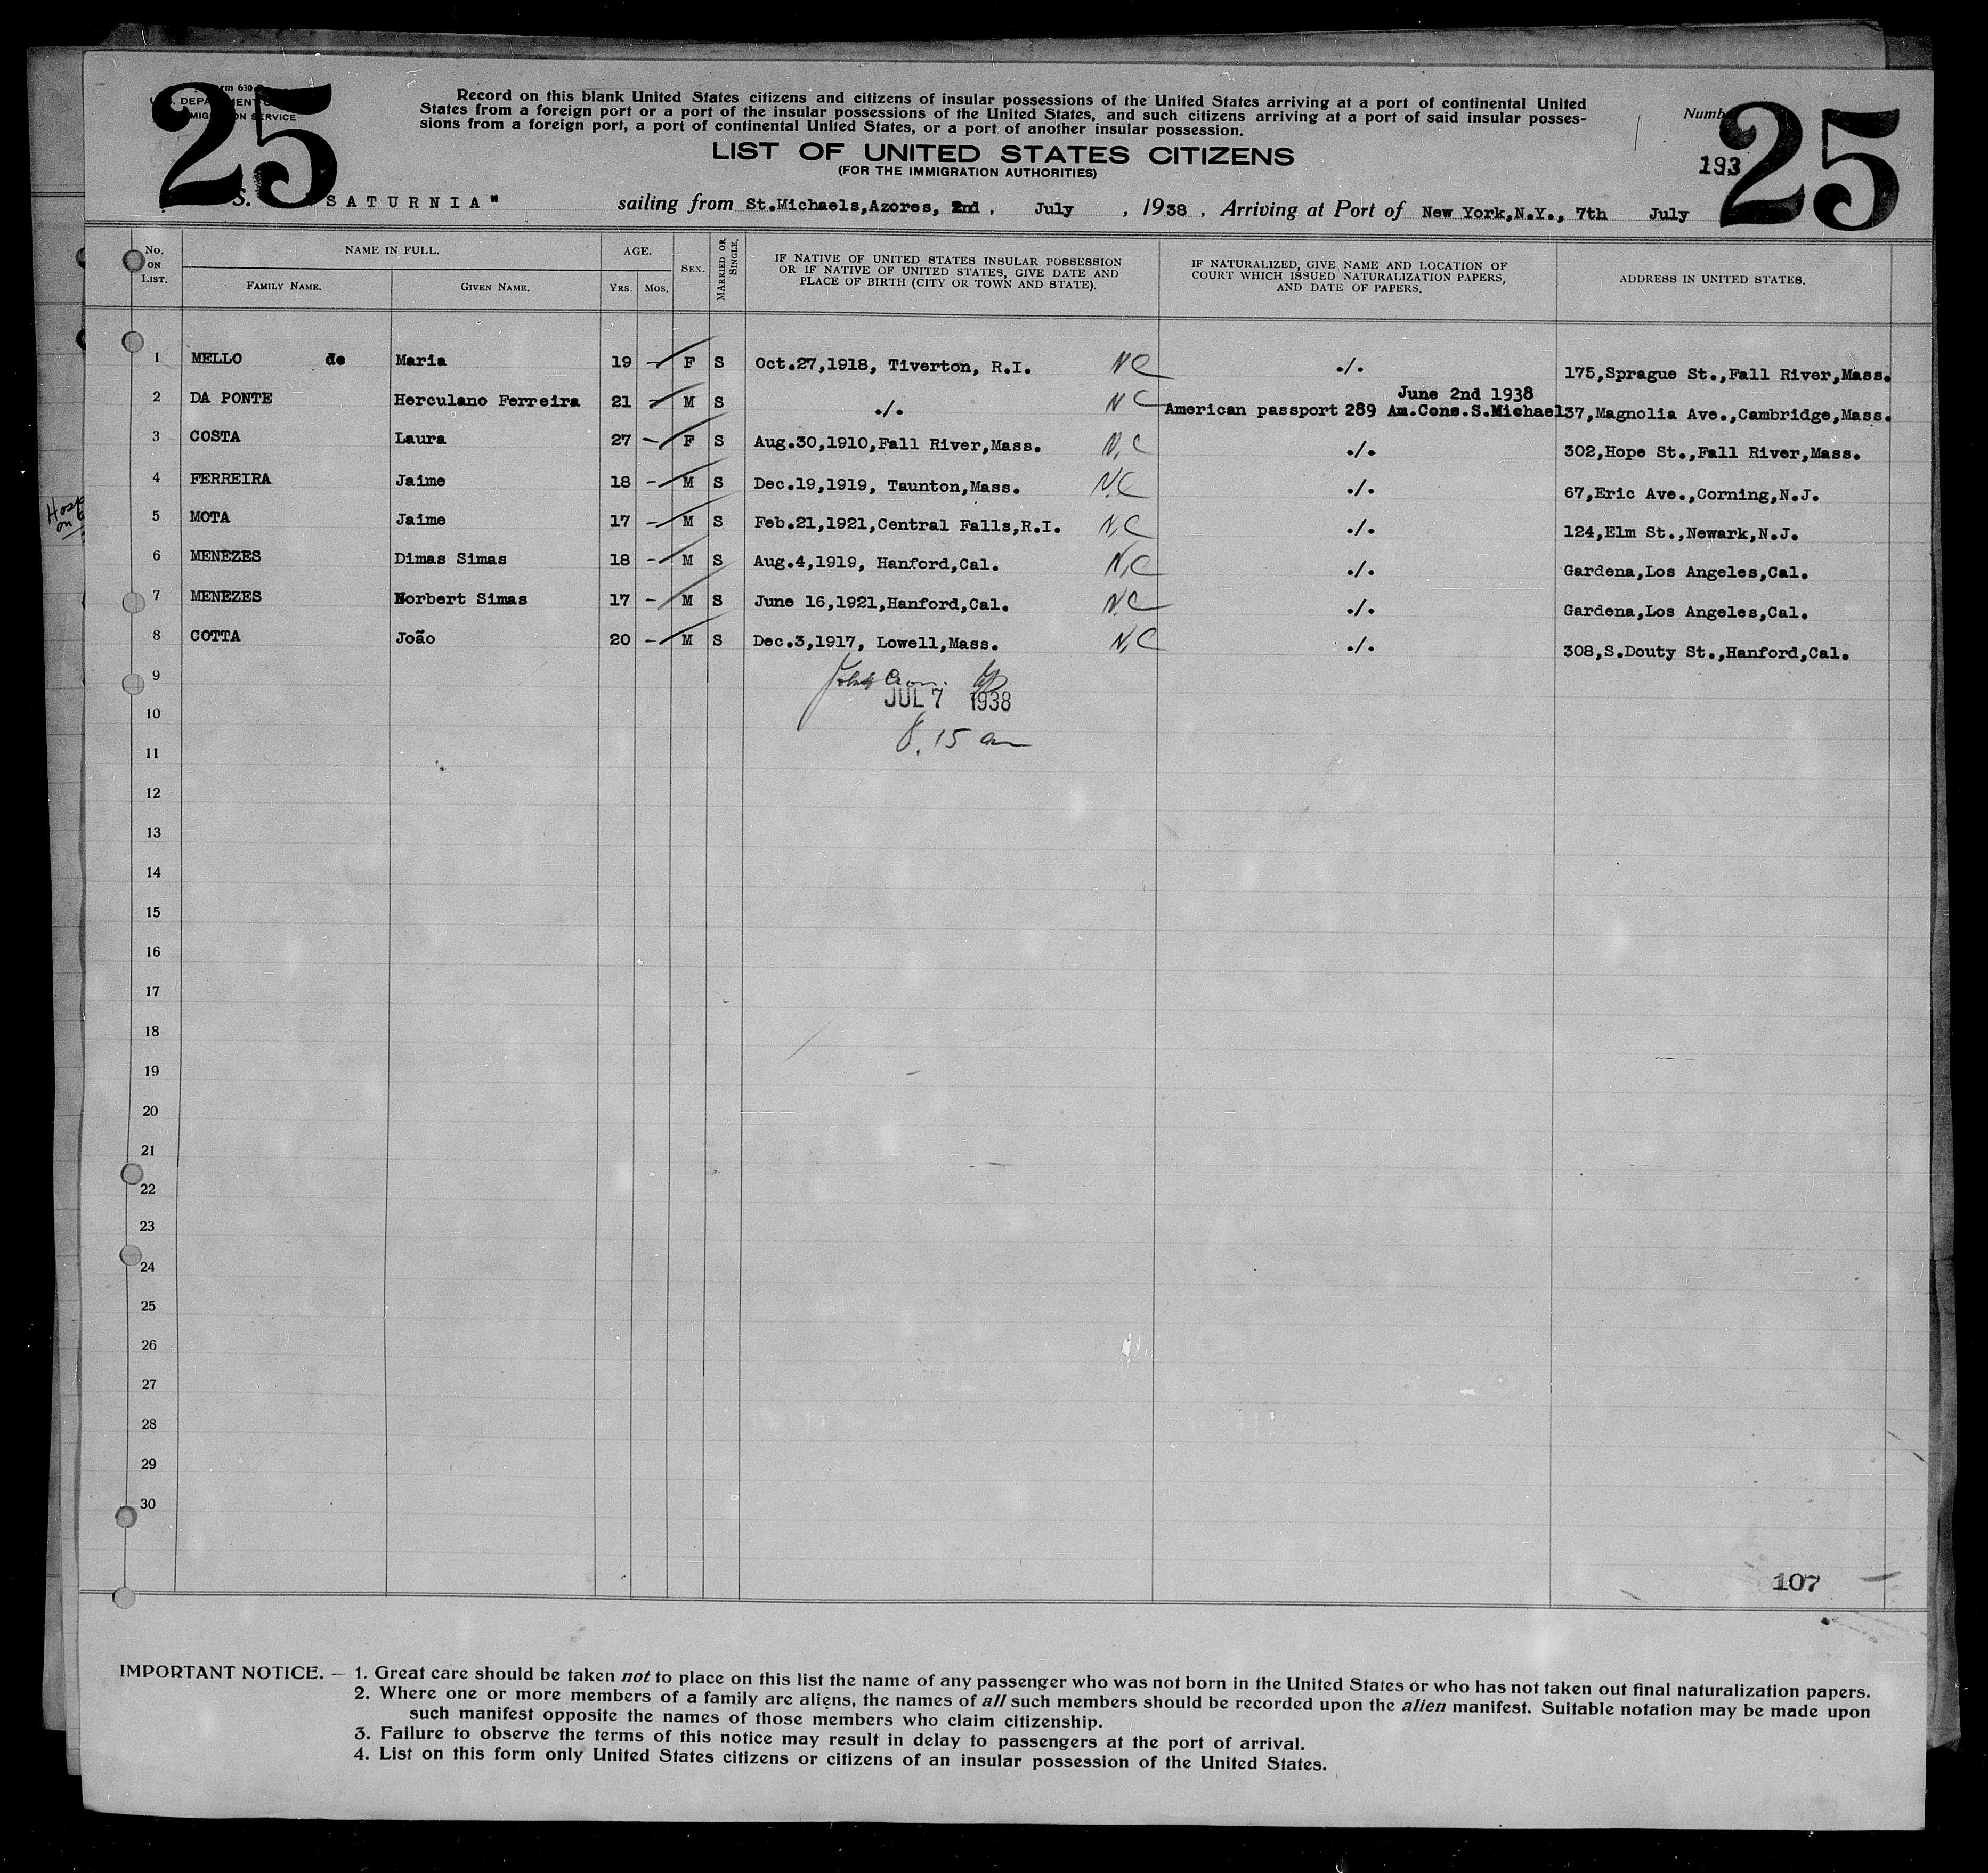 25
Form 630
U.S. DEPARTMENT
IMMIGRATION SERVICE
Record on this blank United States citizens and citizens of insular possessions of the United States arriving at a port of continental United
States from a foreign port or a port of the insular possessions of the United States, and such citizens arriving at a port of said insular posses-
sions from a foreign port, a port of continental United States, or a port of another insular possession.
Number 25
193
LIST OF UNITED STATES CITIZENS
(FOR THE IMMIGRATION AUTHORITIES)
S. SATURNIA" sailing from St.Michaels,Azores, 2nd, July, 1938, Arriving at Port of New York,N.Y., 7th July
No. ON LIST. NAME IN FULL. AGE. SEX. MARRIED OR SINGLE. IF NATIVE OF UNITED STATES INSULAR POSSESSION OR IF NATIVE OF UNITED STATES, GIVE DATE AND PLACE OF BIRTH (CITY OR TOWN AND STATE). IF NATURALIZED, GIVE NAME AND LOCATION OF COURT WHICH ISSUED NATURALIZATION PAPERS, AND DATE OF PAPERS. ADDRESS IN UNITED STATES.
FAMILY NAME. GIVEN NAME. YRS. MOS.
1 MELLO de Maria 19 - F S Oct.27,1918, Tiverton, R.I. NC ./. 175,Sprague St.,Fall River,Mass.
June 2nd 1938
2 DA PONTE Herculano Ferreira 21 - M S ./. NC American passport 289 Am.Cons.S.Michael 37,Magnolia Ave.,Cambridge,Mass.
3 COSTA Laura 27 - F S Aug.30,1910,Fall River,Mass. N.C ./. 302,Hope St.,Fall River,Mass.
4 FERREIRA Jaime 18 - M S Dec.19,1919, Taunton,Mass. N.C ./. 67,Eric Ave.,Corning,N.J.
5 MOTA Jaime 17 - M S Feb.21,1921,Central Falls,R.I. N,C ./. 124,Elm St.,Newark,N.J.
6 MENEZES Dimas Simas 18 - M S Aug.4,1919, Hanford,Cal. N,C ./. Gardena,Los Angeles,Cal.
7 MENEZES Norbert Simas 17 - M S June 16,1921,Hanford,Cal. N.C ./. Gardena,Los Angeles,Cal.
8 COTTA João 20 - M S Dec.3,1917, Lowell,Mass. N,C ./. 308,S.Douty St.,Hanford,Cal.
9
JUL 7 1938
10
8.15 am
11
12
13
14
15
16
17
18
19
20
21
22
23
24
25
26
27
28
29
30
107
IMPORTANT NOTICE. — 1. Great care should be taken not to place on this list the name of any passenger who was not born in the United States or who has not taken out final naturalization papers.
2. Where one or more members of a family are aliens, the names of all such members should be recorded upon the alien manifest. Suitable notation may be made upon
such manifest opposite the names of those members who claim citizenship.
3. Failure to observe the terms of this notice may result in delay to passengers at the port of arrival.
4. List on this form only United States citizens or citizens of an insular possession of the United States.